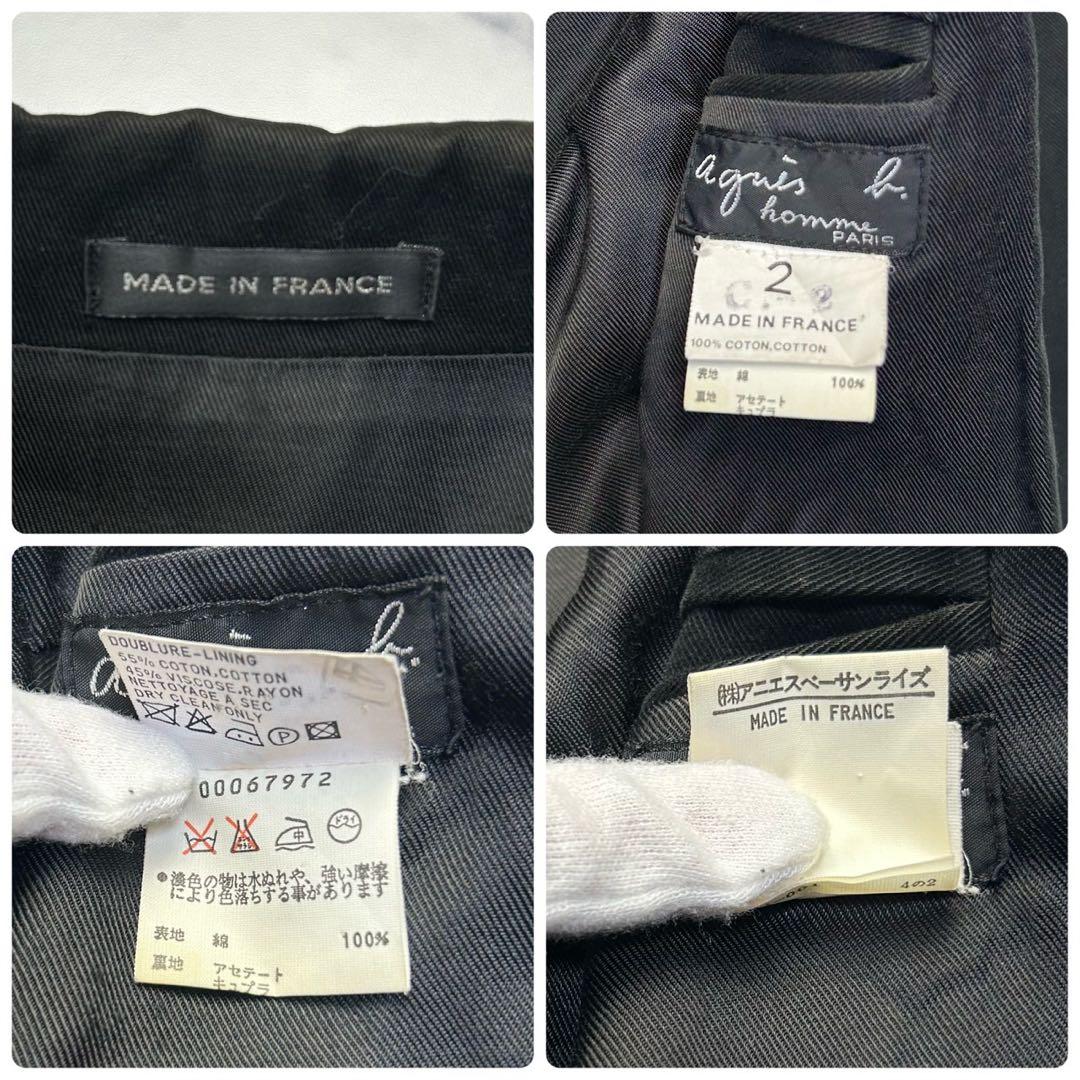 MADE IN FRANCE
agnès b.
homme
PARIS
2
MADE IN FRANCE
100% COTON.COTTON
表地 綿 100%
裏地 アセテート
キュプラ
b.
DOUBLURE-LINING
55% COTON.COTTON
45% VISCOSE.RAYON
NETTOYAGE A SEC
DRY CLEAN ONLY
P
00067972
中
ドライ
●濃色の物は水ぬれや、強い摩擦
により色落ちする事があります
表地 綿 100%
裏地 アセテート
キュプラ
(株)アニエスベーサンライズ
MADE IN FRANCE
4の2